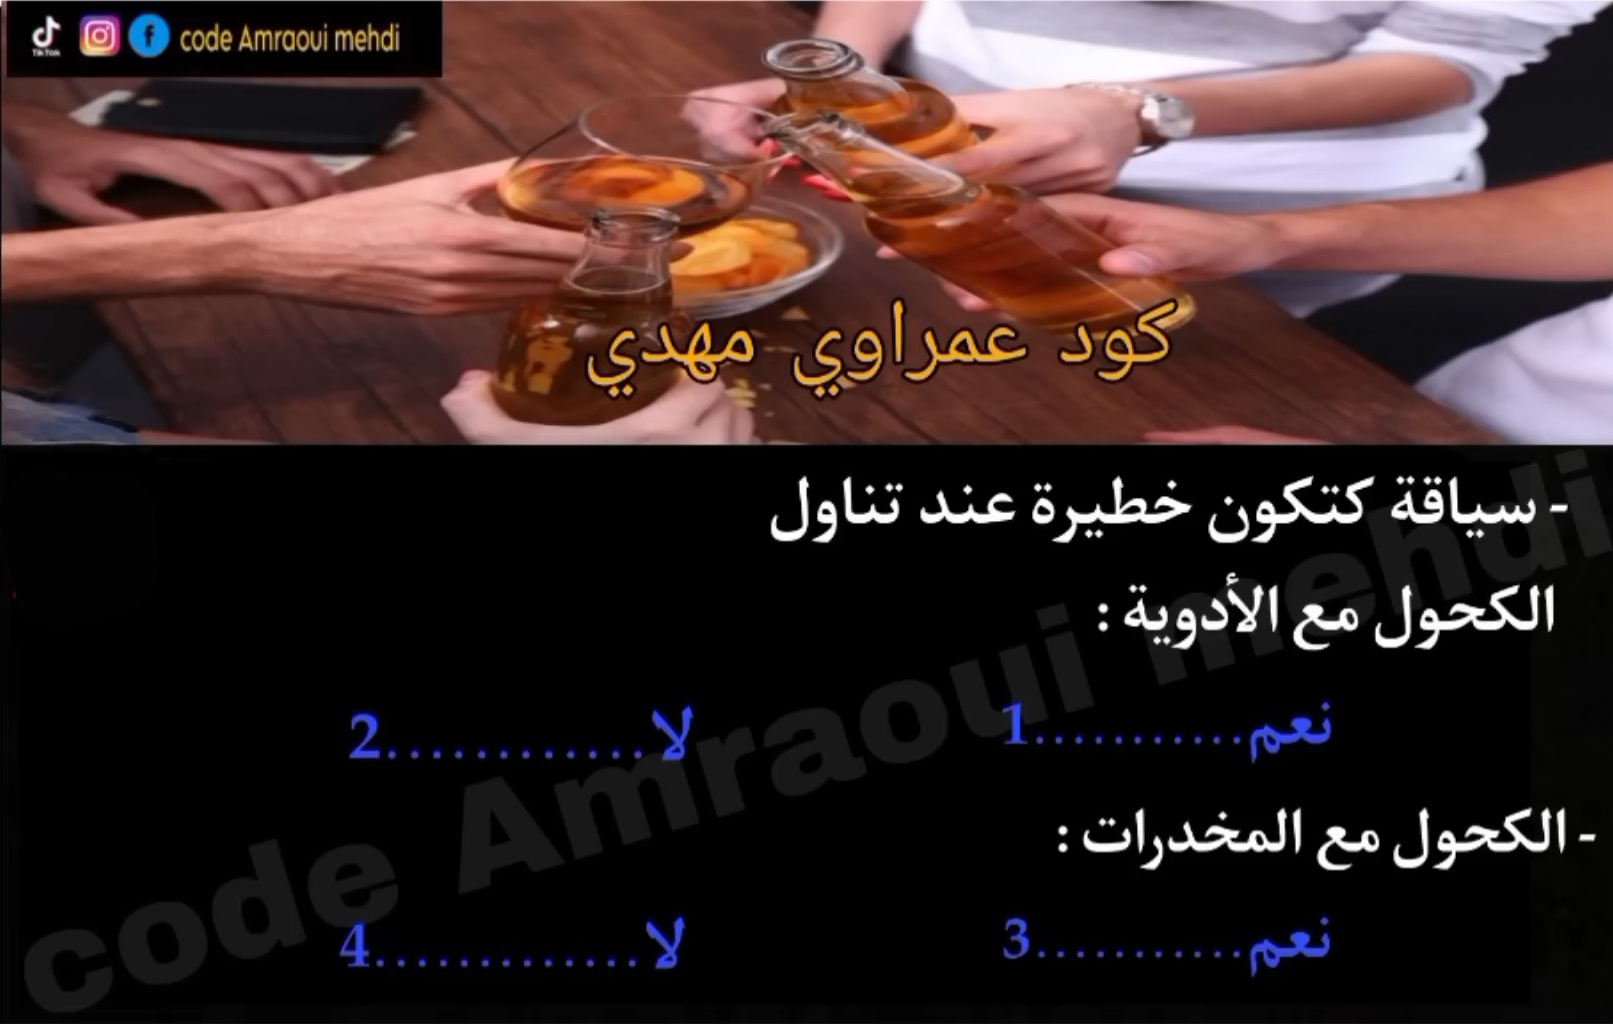 TikTok
code Amraoui mehdi
كود عمراوي مهدي
- سياقة كتكون خطيرة عند تناول
الكحول مع الأدوية :
نعم...........1 لا............2
- الكحول مع المخدرات :
نعم...........3 لا.............4
code Amraoui mehdi